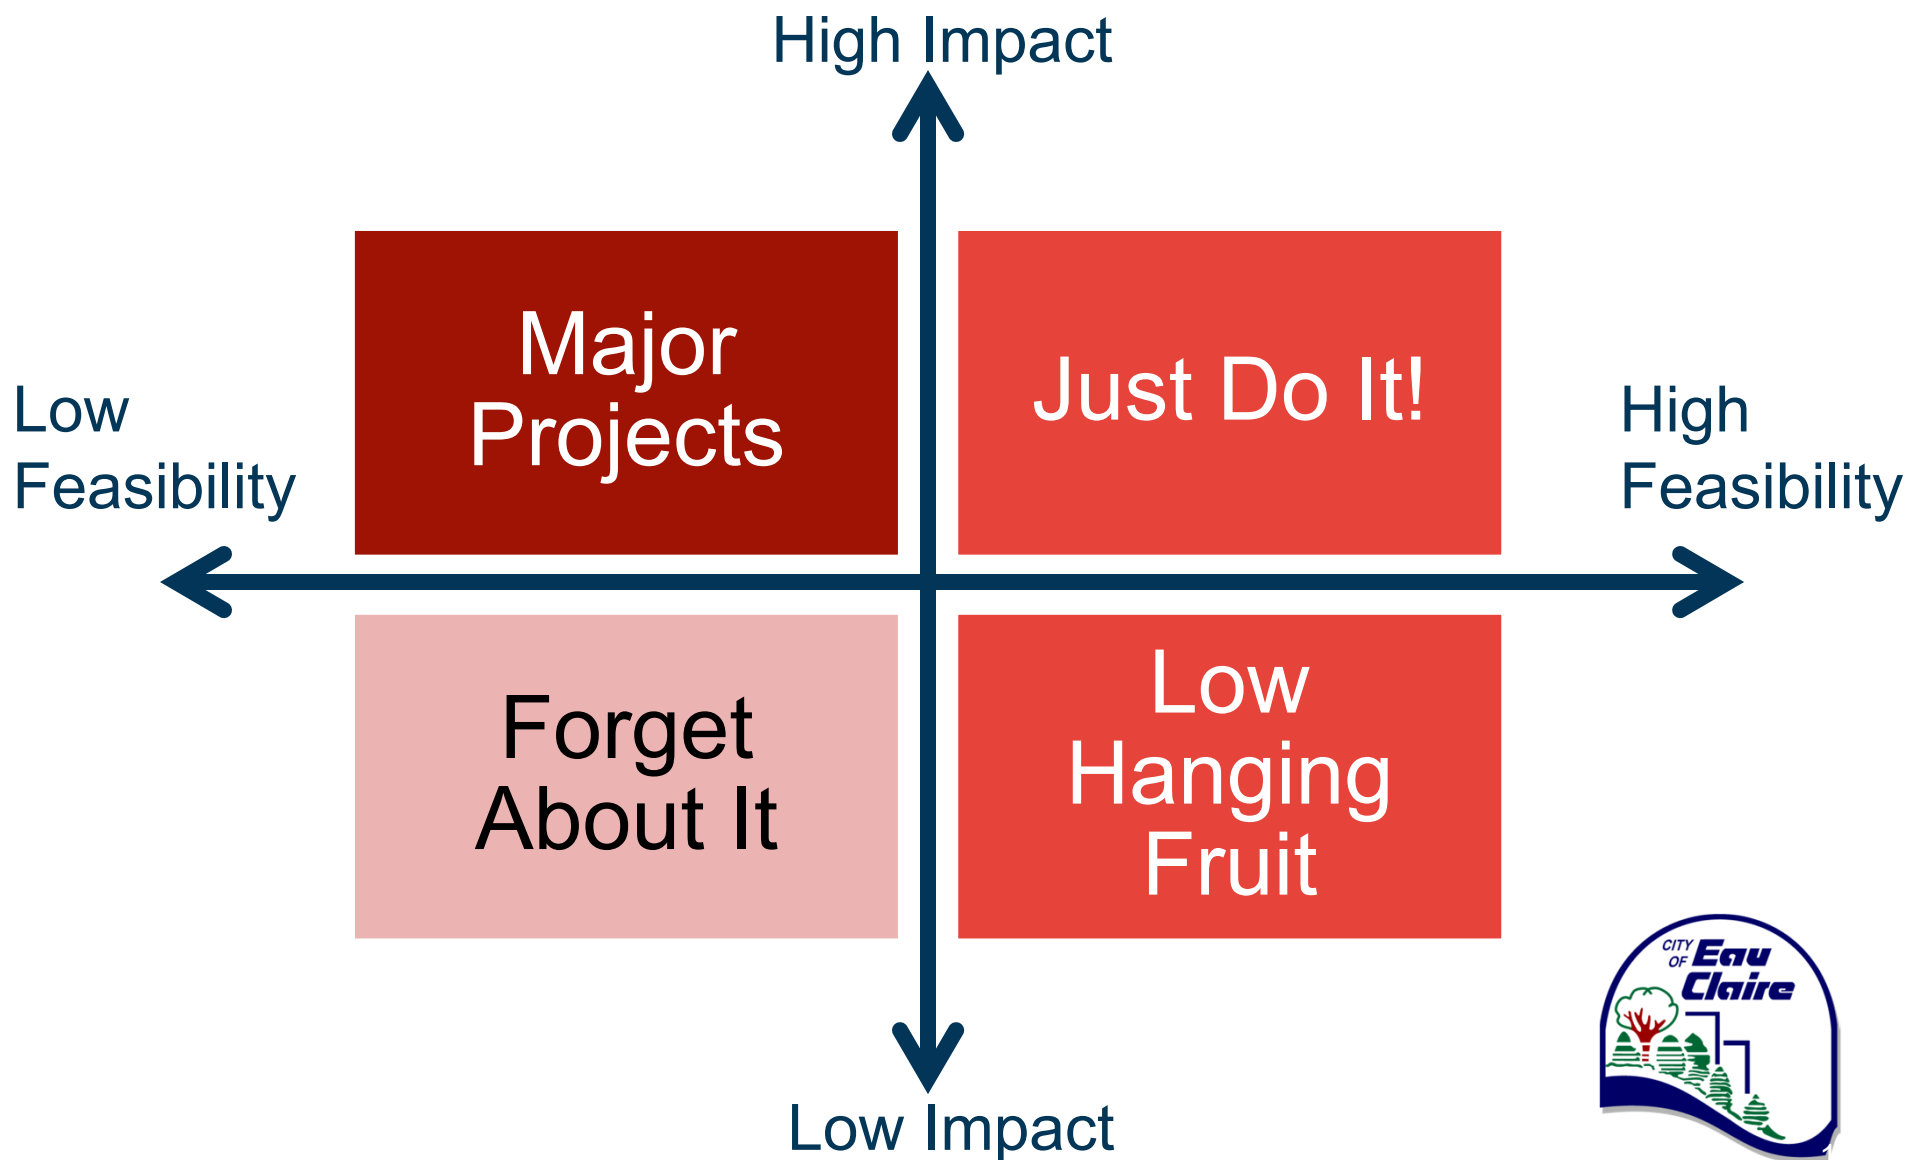 High Impact
Major
Projects
Just Do It!
Low
Feasibility
High
Feasibility
Forget
About It
Low
Hanging
Fruit
CITY
OF Eau
Claire
Low Impact